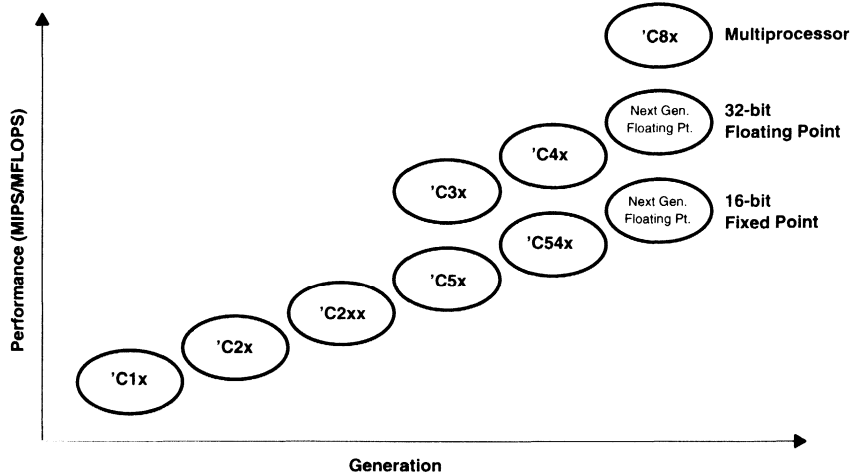 'C8x
Multiprocessor
Next Gen.
Floating Pt.
32-bit
Floating Point
'C4x
'C3x
Next Gen.
Floating Pt.
16-bit
Fixed Point
'C54x
'C5x
'C2xx
'C2x
'C1x
Performance (MIPS/MFLOPS)
Generation